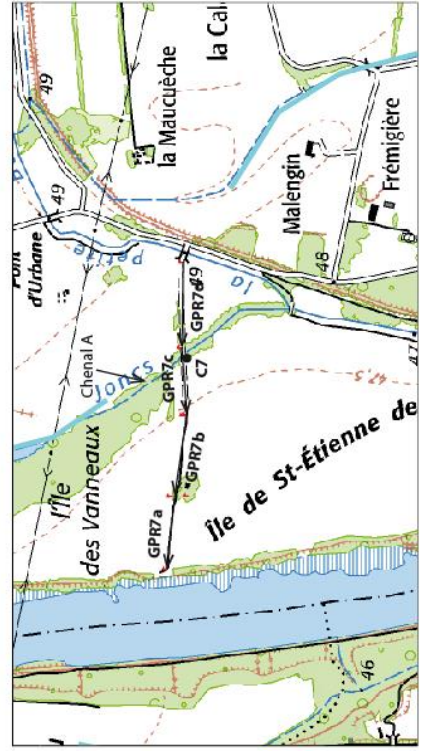 49
la Cal
la Maucuèche
49
Pont
d'Urbane
Petite
Malengin
Frémigière
Chenal A
Joucs
la
49
GPR7d
GPR7c
C7
48
47
l'Île
des Vanneaux
GPR7b
GPR7a
47,5
Île de St-Étienne de
46